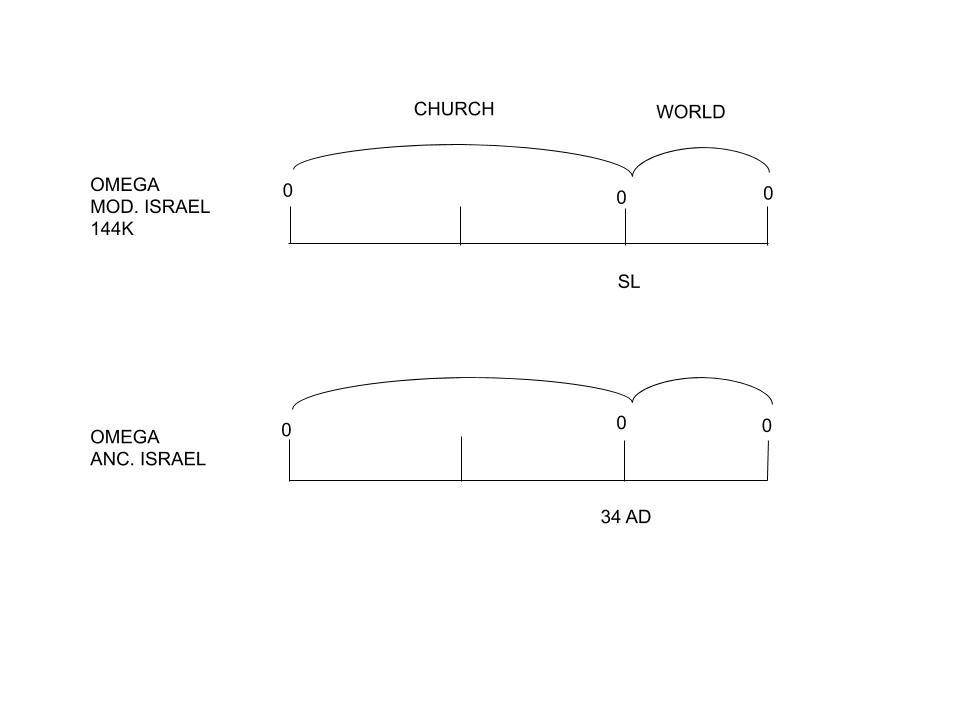 CHURCH
WORLD
OMEGA
MOD. ISRAEL
144K
0
0
0
SL
OMEGA
ANC. ISRAEL
0
0
0
34 AD